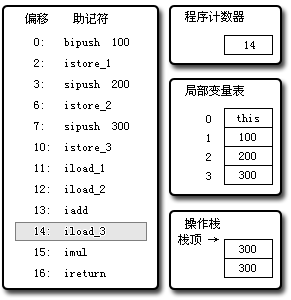 偏移 助记符
0: bipush 100
2: istore_1
3: sipush 200
6: istore_2
7: sipush 300
10: istore_3
11: iload_1
12: iload_2
13: iadd
14: iload_3
15: imul
16: ireturn
程序计数器
14
局部变量表
0 this
1 100
2 200
3 300
操作栈
栈顶 → 300
300